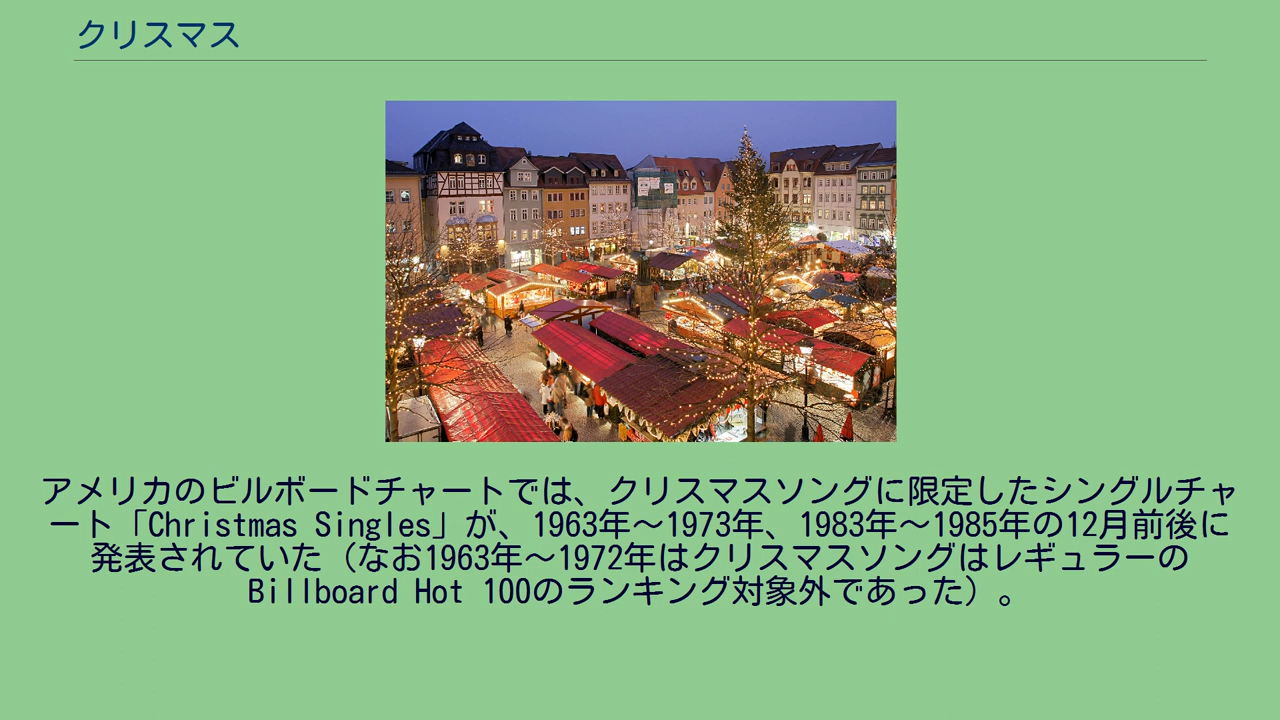 クリスマス
アメリカのビルボードチャートでは、クリスマスソングに限定したシングルチャ
ート「Christmas Singles」が、1963年～1973年、1983年～1985年の12月前後に
発表されていた（なお1963年～1972年はクリスマスソングはレギュラーの
Billboard Hot 100のランキング対象外であった）。